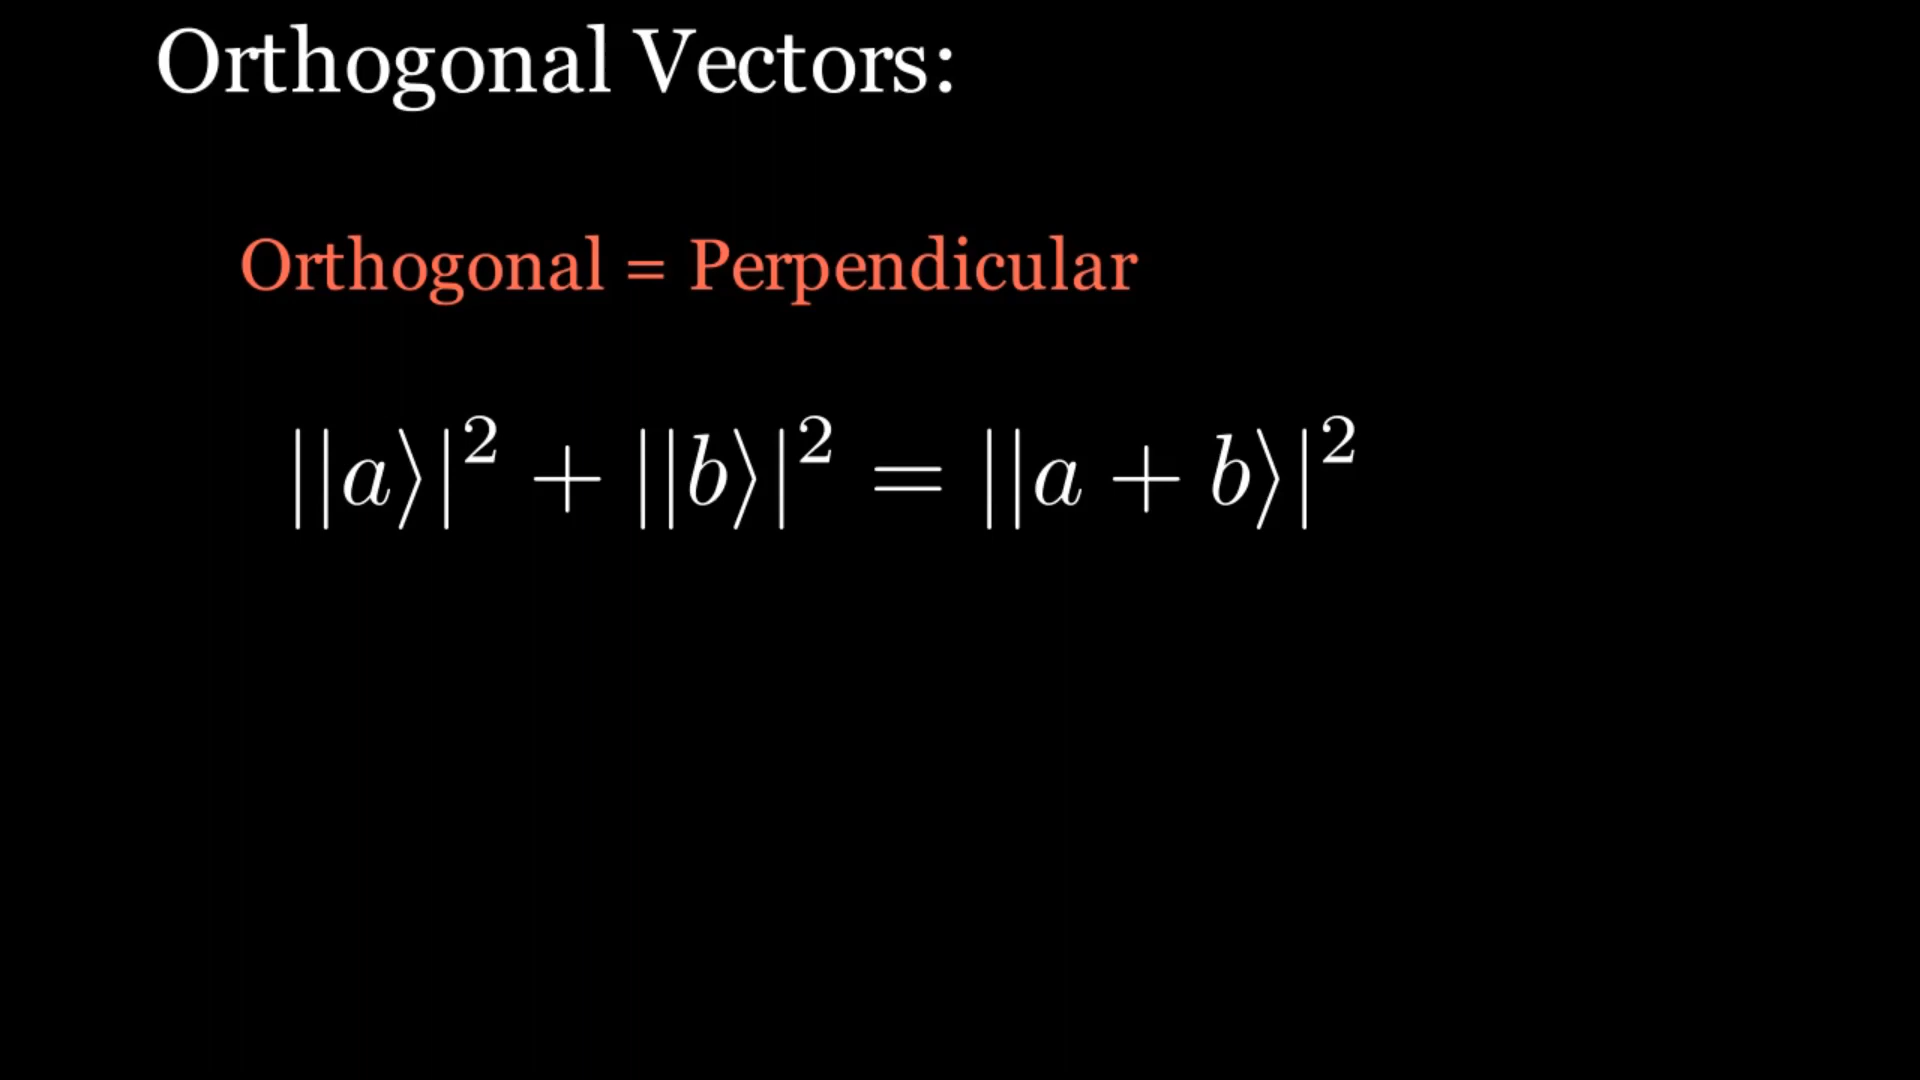 Orthogonal Vectors:
Orthogonal = Perpendicular
||a⟩|² + ||b⟩|² = ||a + b⟩|²